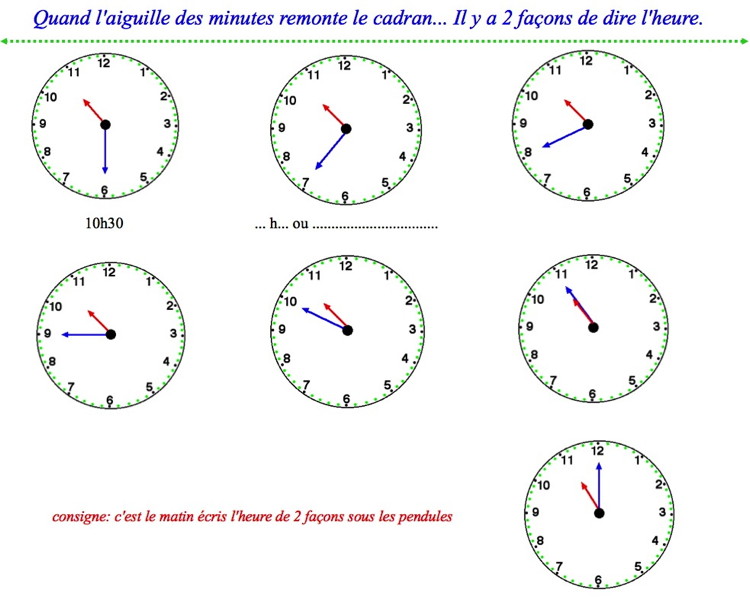 Quand l'aiguille des minutes remonte le cadran... Il y a 2 façons de dire l'heure.
12 1 2 3 4 5 6 7 8 9 10 11
12 1 2 3 4 5 6 7 8 9 10 11
12 1 2 3 4 5 6 7 8 9 10 11
10h30
... h... ou .................................
12 1 2 3 4 5 6 7 8 9 10 11
12 1 2 3 4 5 6 7 8 9 10 11
12 1 2 3 4 5 6 7 8 9 10 11
consigne: c'est le matin écris l'heure de 2 façons sous les pendules
12 1 2 3 4 5 6 7 8 9 10 11